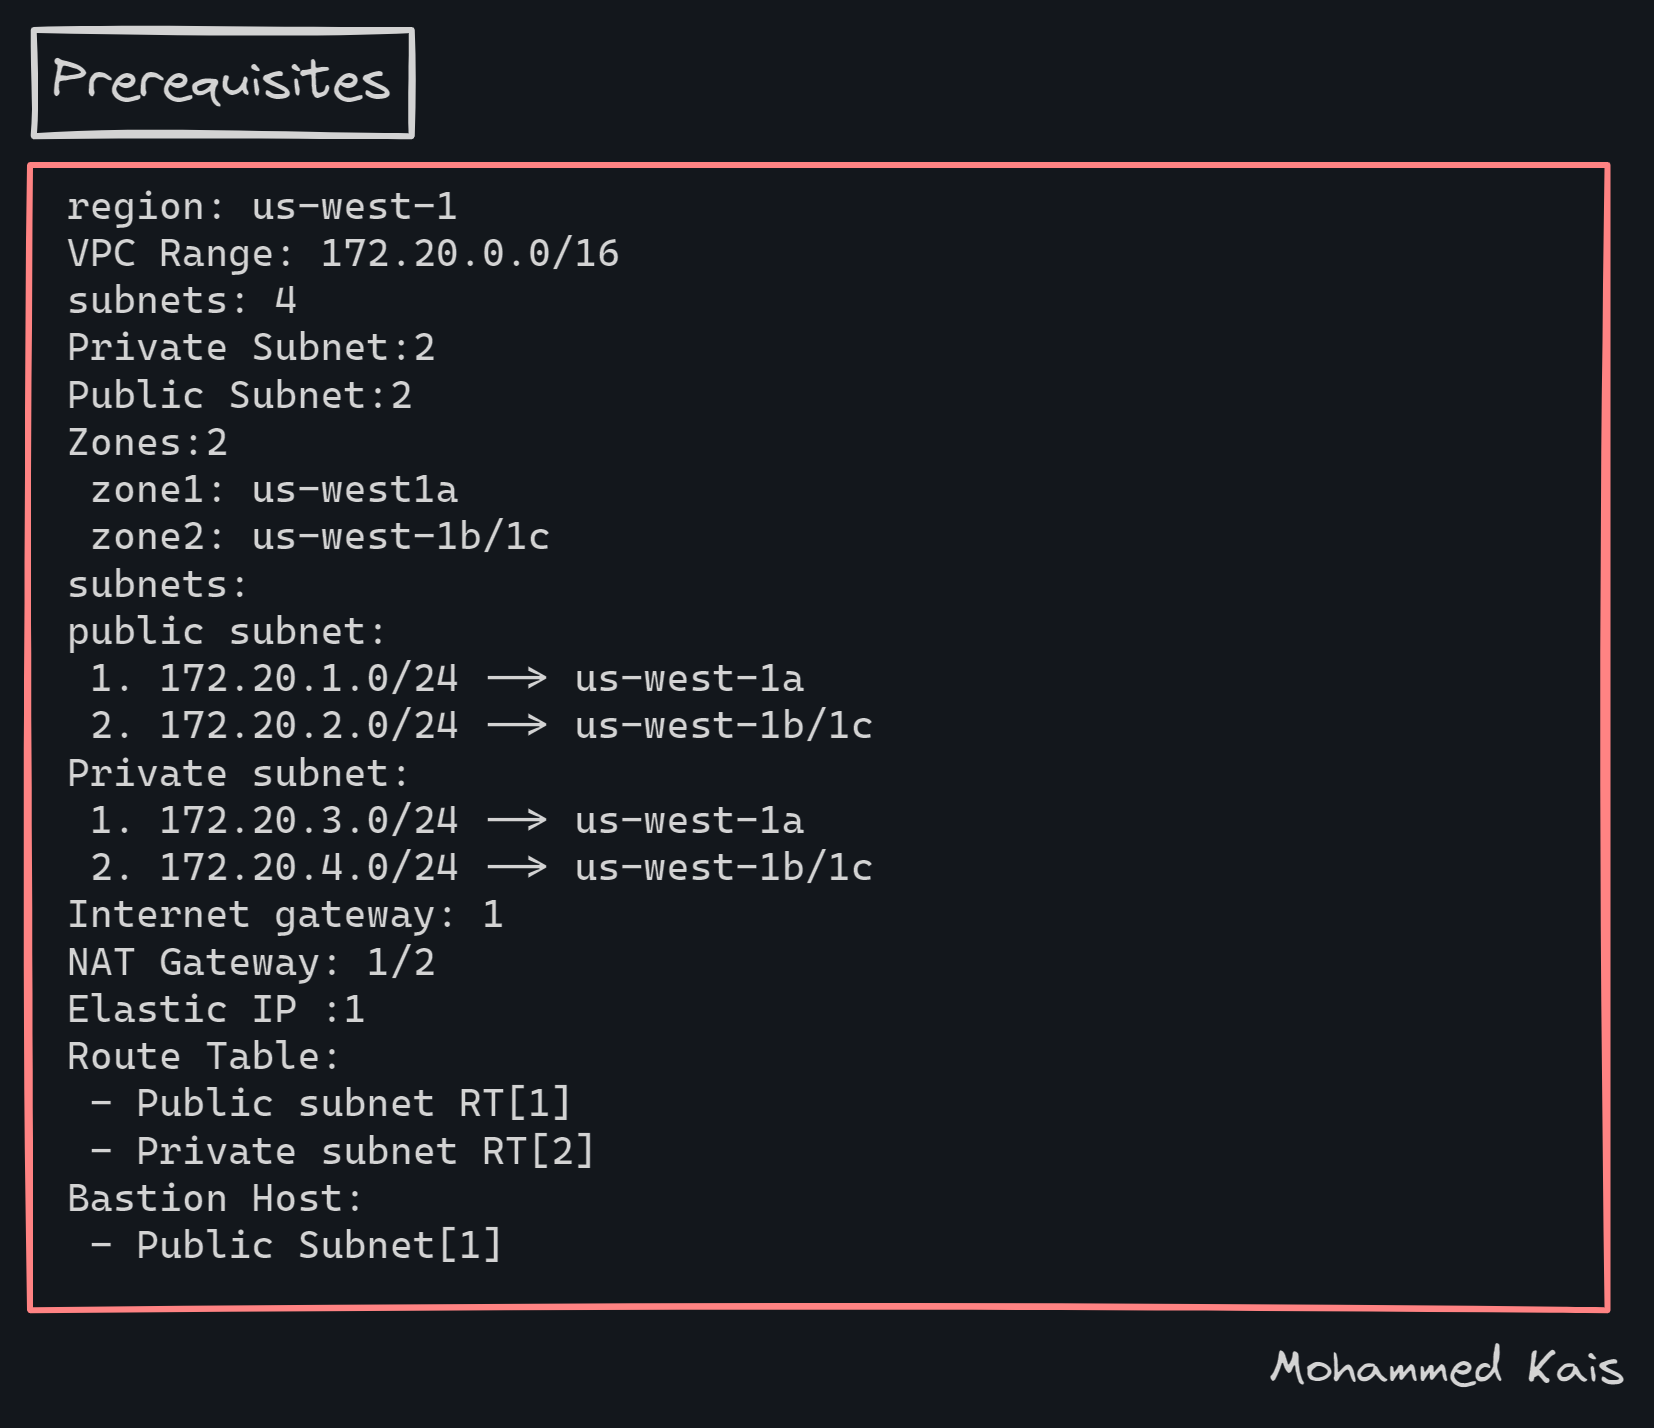 Prerequisites
region: us-west-1
VPC Range: 172.20.0.0/16
subnets: 4
Private Subnet:2
Public Subnet:2
Zones:2
 zone1: us-west1a
 zone2: us-west-1b/1c
subnets:
public subnet:
 1. 172.20.1.0/24 --> us-west-1a
 2. 172.20.2.0/24 --> us-west-1b/1c
Private subnet:
 1. 172.20.3.0/24 --> us-west-1a
 2. 172.20.4.0/24 --> us-west-1b/1c
Internet gateway: 1
NAT Gateway: 1/2
Elastic IP :1
Route Table:
 - Public subnet RT[1]
 - Private subnet RT[2]
Bastion Host:
 - Public Subnet[1]
Mohammed Kais